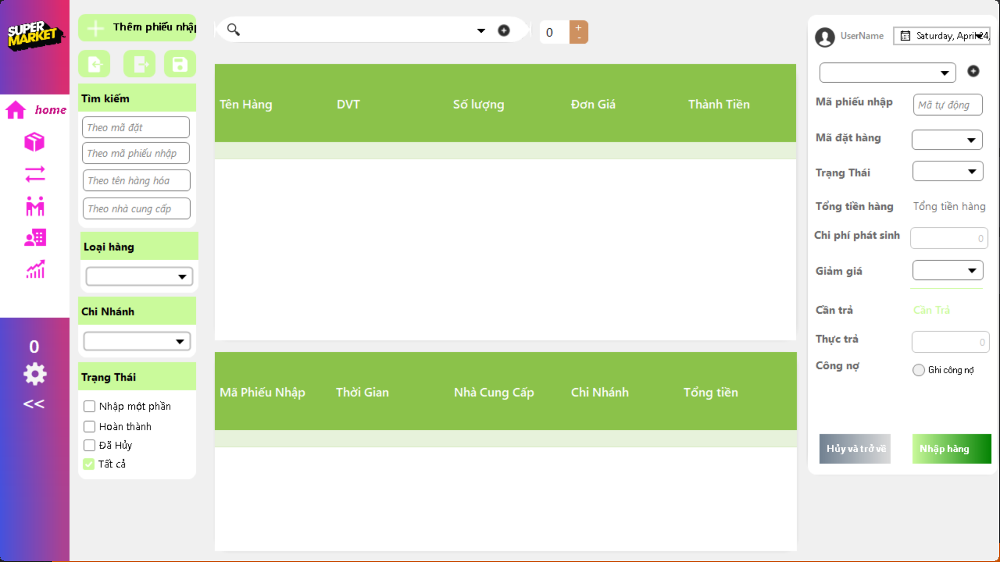 SUPER
MARKET
home
0
<<
Thêm phiếu nhập
Tìm kiếm
Theo mã đặt
Theo mã phiếu nhập
Theo tên hàng hóa
Theo nhà cung cấp
Loại hàng
Chi Nhánh
Trạng Thái
Nhập một phần
Hoàn thành
Đã Hủy
Tất cả
0
+
-
Tên Hàng DVT Số lượng Đơn Giá Thành Tiền
Mã Phiếu Nhập Thời Gian Nhà Cung Cấp Chi Nhánh Tổng tiền
UserName Saturday, April 24,
Mã phiếu nhập Mã tự động
Mã đặt hàng
Trạng Thái
Tổng tiền hàng Tổng tiền hàng
Chi phí phát sinh 0
Giảm giá
Cần trả Cần Trả
Thực trả 0
Công nợ Ghi công nợ
Hủy và trở về Nhập hàng